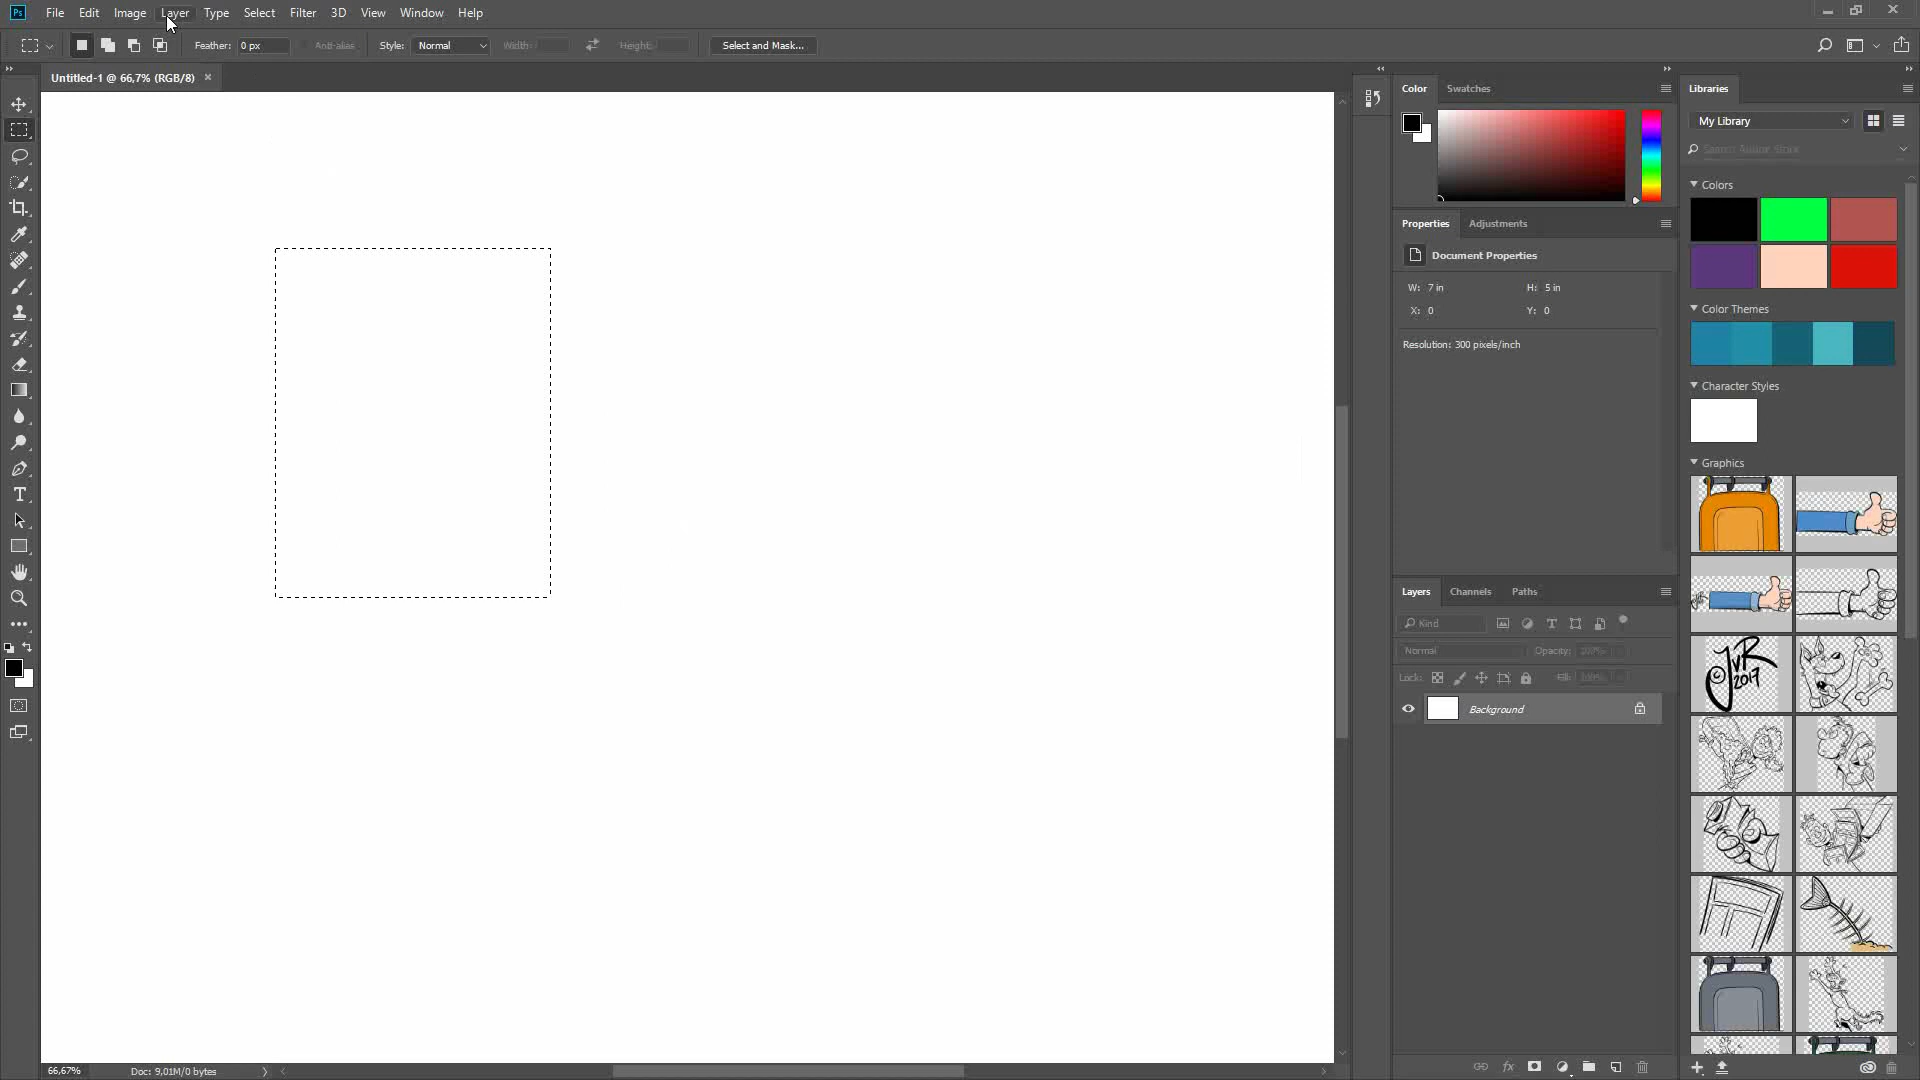 Ps File Edit Image Layer Type Select Filter 3D View Window Help
Feather: 0 px Anti-alias Style: Normal Width: Height: Select and Mask...
Untitled-1 @ 66,7% (RGB/8) ×
Color Swatches
Libraries
My Library
Search Adobe Stock
Colors
Properties Adjustments
Document Properties
W: 7 in H: 5 in
X: 0 Y: 0
Resolution: 300 pixels/inch
Color Themes
Character Styles
Graphics
Layers Channels Paths
Kind
Normal Opacity: 100%
Lock: Fill: 100%
Background
© JvR
2017
66,67% Doc: 9,01M/0 bytes
fx